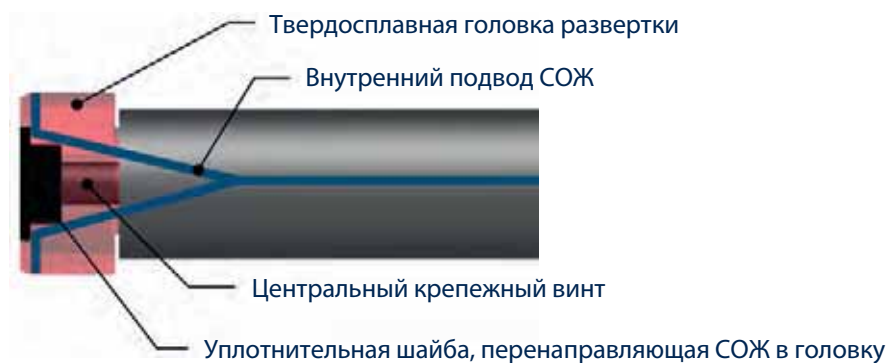 Твердосплавная головка развертки
Внутренний подвод СОЖ
Центральный крепежный винт
Уплотнительная шайба, перенаправляющая СОЖ в головку